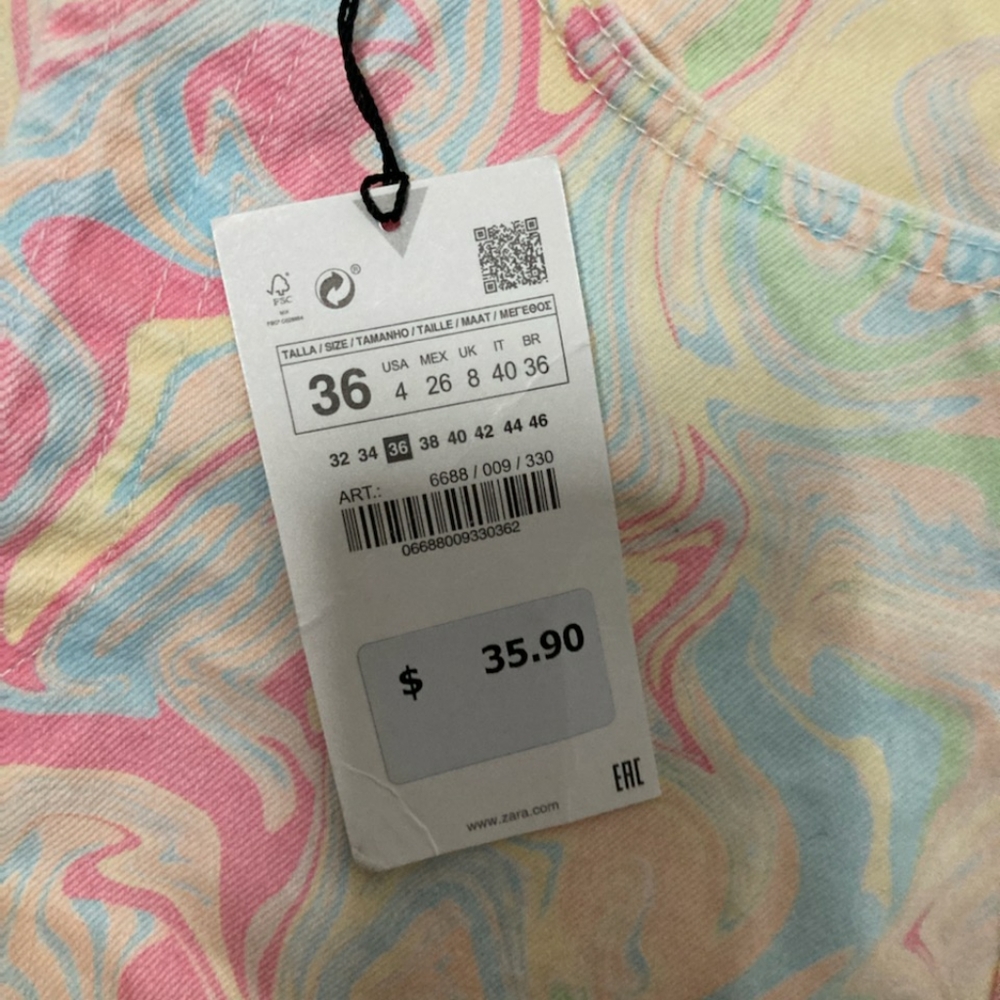 FSC
®
TALLA / SIZE / TAMANHO / TAILLE / MAAT / ΜΕΓΕΘΟΣ
36 USA 4 MEX 26 UK 8 IT 40 BR 36
32 34 36 38 40 42 44 46
ART.: 6688 / 009 / 330
06688009330362
$ 35.90
EAC
www.zara.com